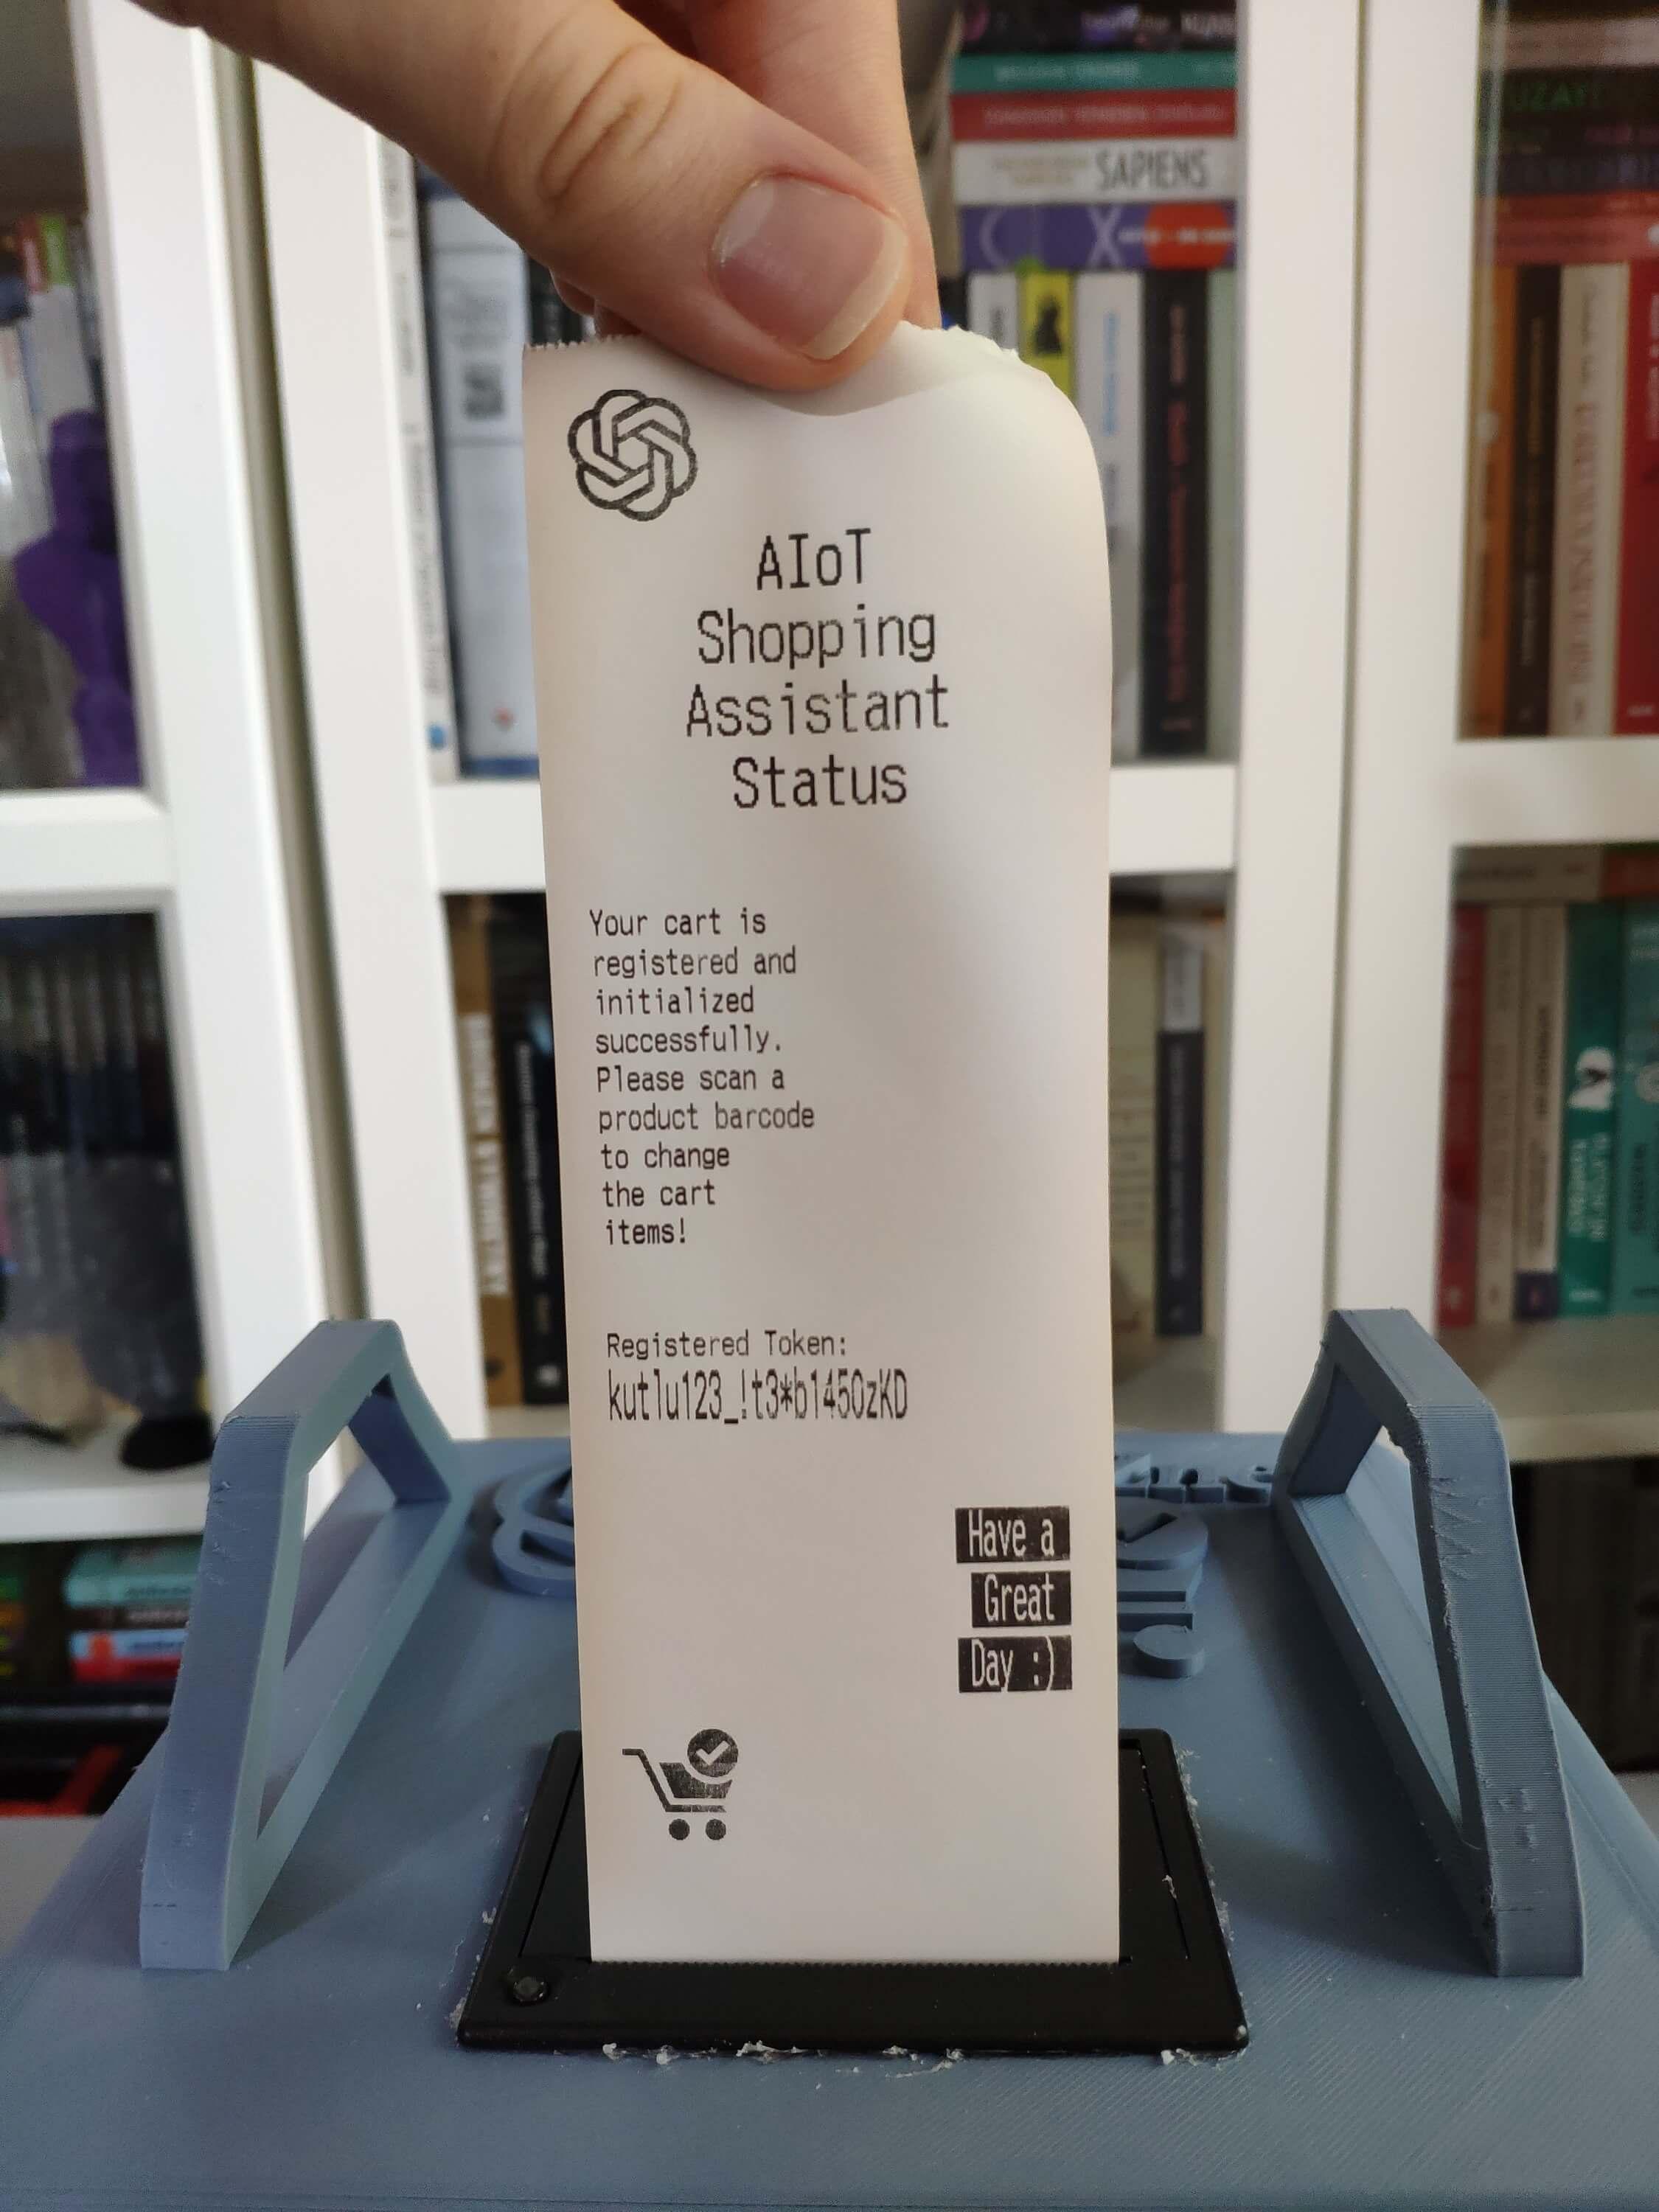 SAPIENS
AIoT
Shopping
Assistant
Status
Your cart is
registered and
initialized
successfully.
Please scan a
product barcode
to change
the cart
items!
Registered Token:
kutlu123_!t3*b1450zKD
Have a
Great
Day :)